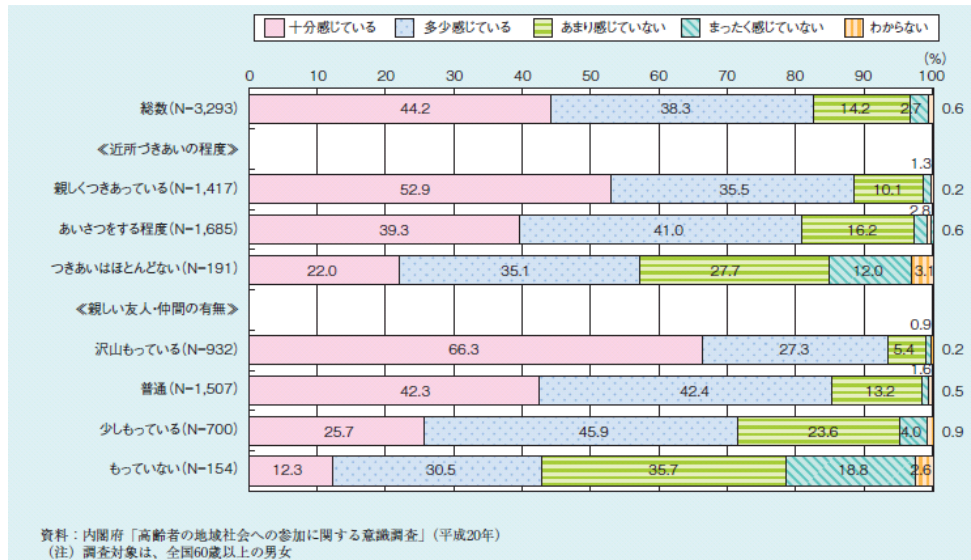 十分感じている 多少感じている あまり感じていない まったく感じていない わからない
(%)
0 10 20 30 40 50 60 70 80 90 100
総数(N=3,293) 44.2 38.3 14.2 2.7 0.6
≪近所づきあいの程度≫
1.3
親しくつきあっている(N=1,417) 52.9 35.5 10.1 0.2
2.8
あいさつをする程度(N=1,685) 39.3 41.0 16.2 0.6
つきあいはほとんどない(N=191) 22.0 35.1 27.7 12.0 3.1
≪親しい友人・仲間の有無≫
0.9
沢山もっている(N=932) 66.3 27.3 5.4 0.2
1.6
普通(N=1,507) 42.3 42.4 13.2 0.5
少しもっている(N=700) 25.7 45.9 23.6 4.0 0.9
もっていない(N=154) 12.3 30.5 35.7 18.8 2.6
資料：内閣府「高齢者の地域社会への参加に関する意識調査」(平成20年)
(注) 調査対象は、全国60歳以上の男女